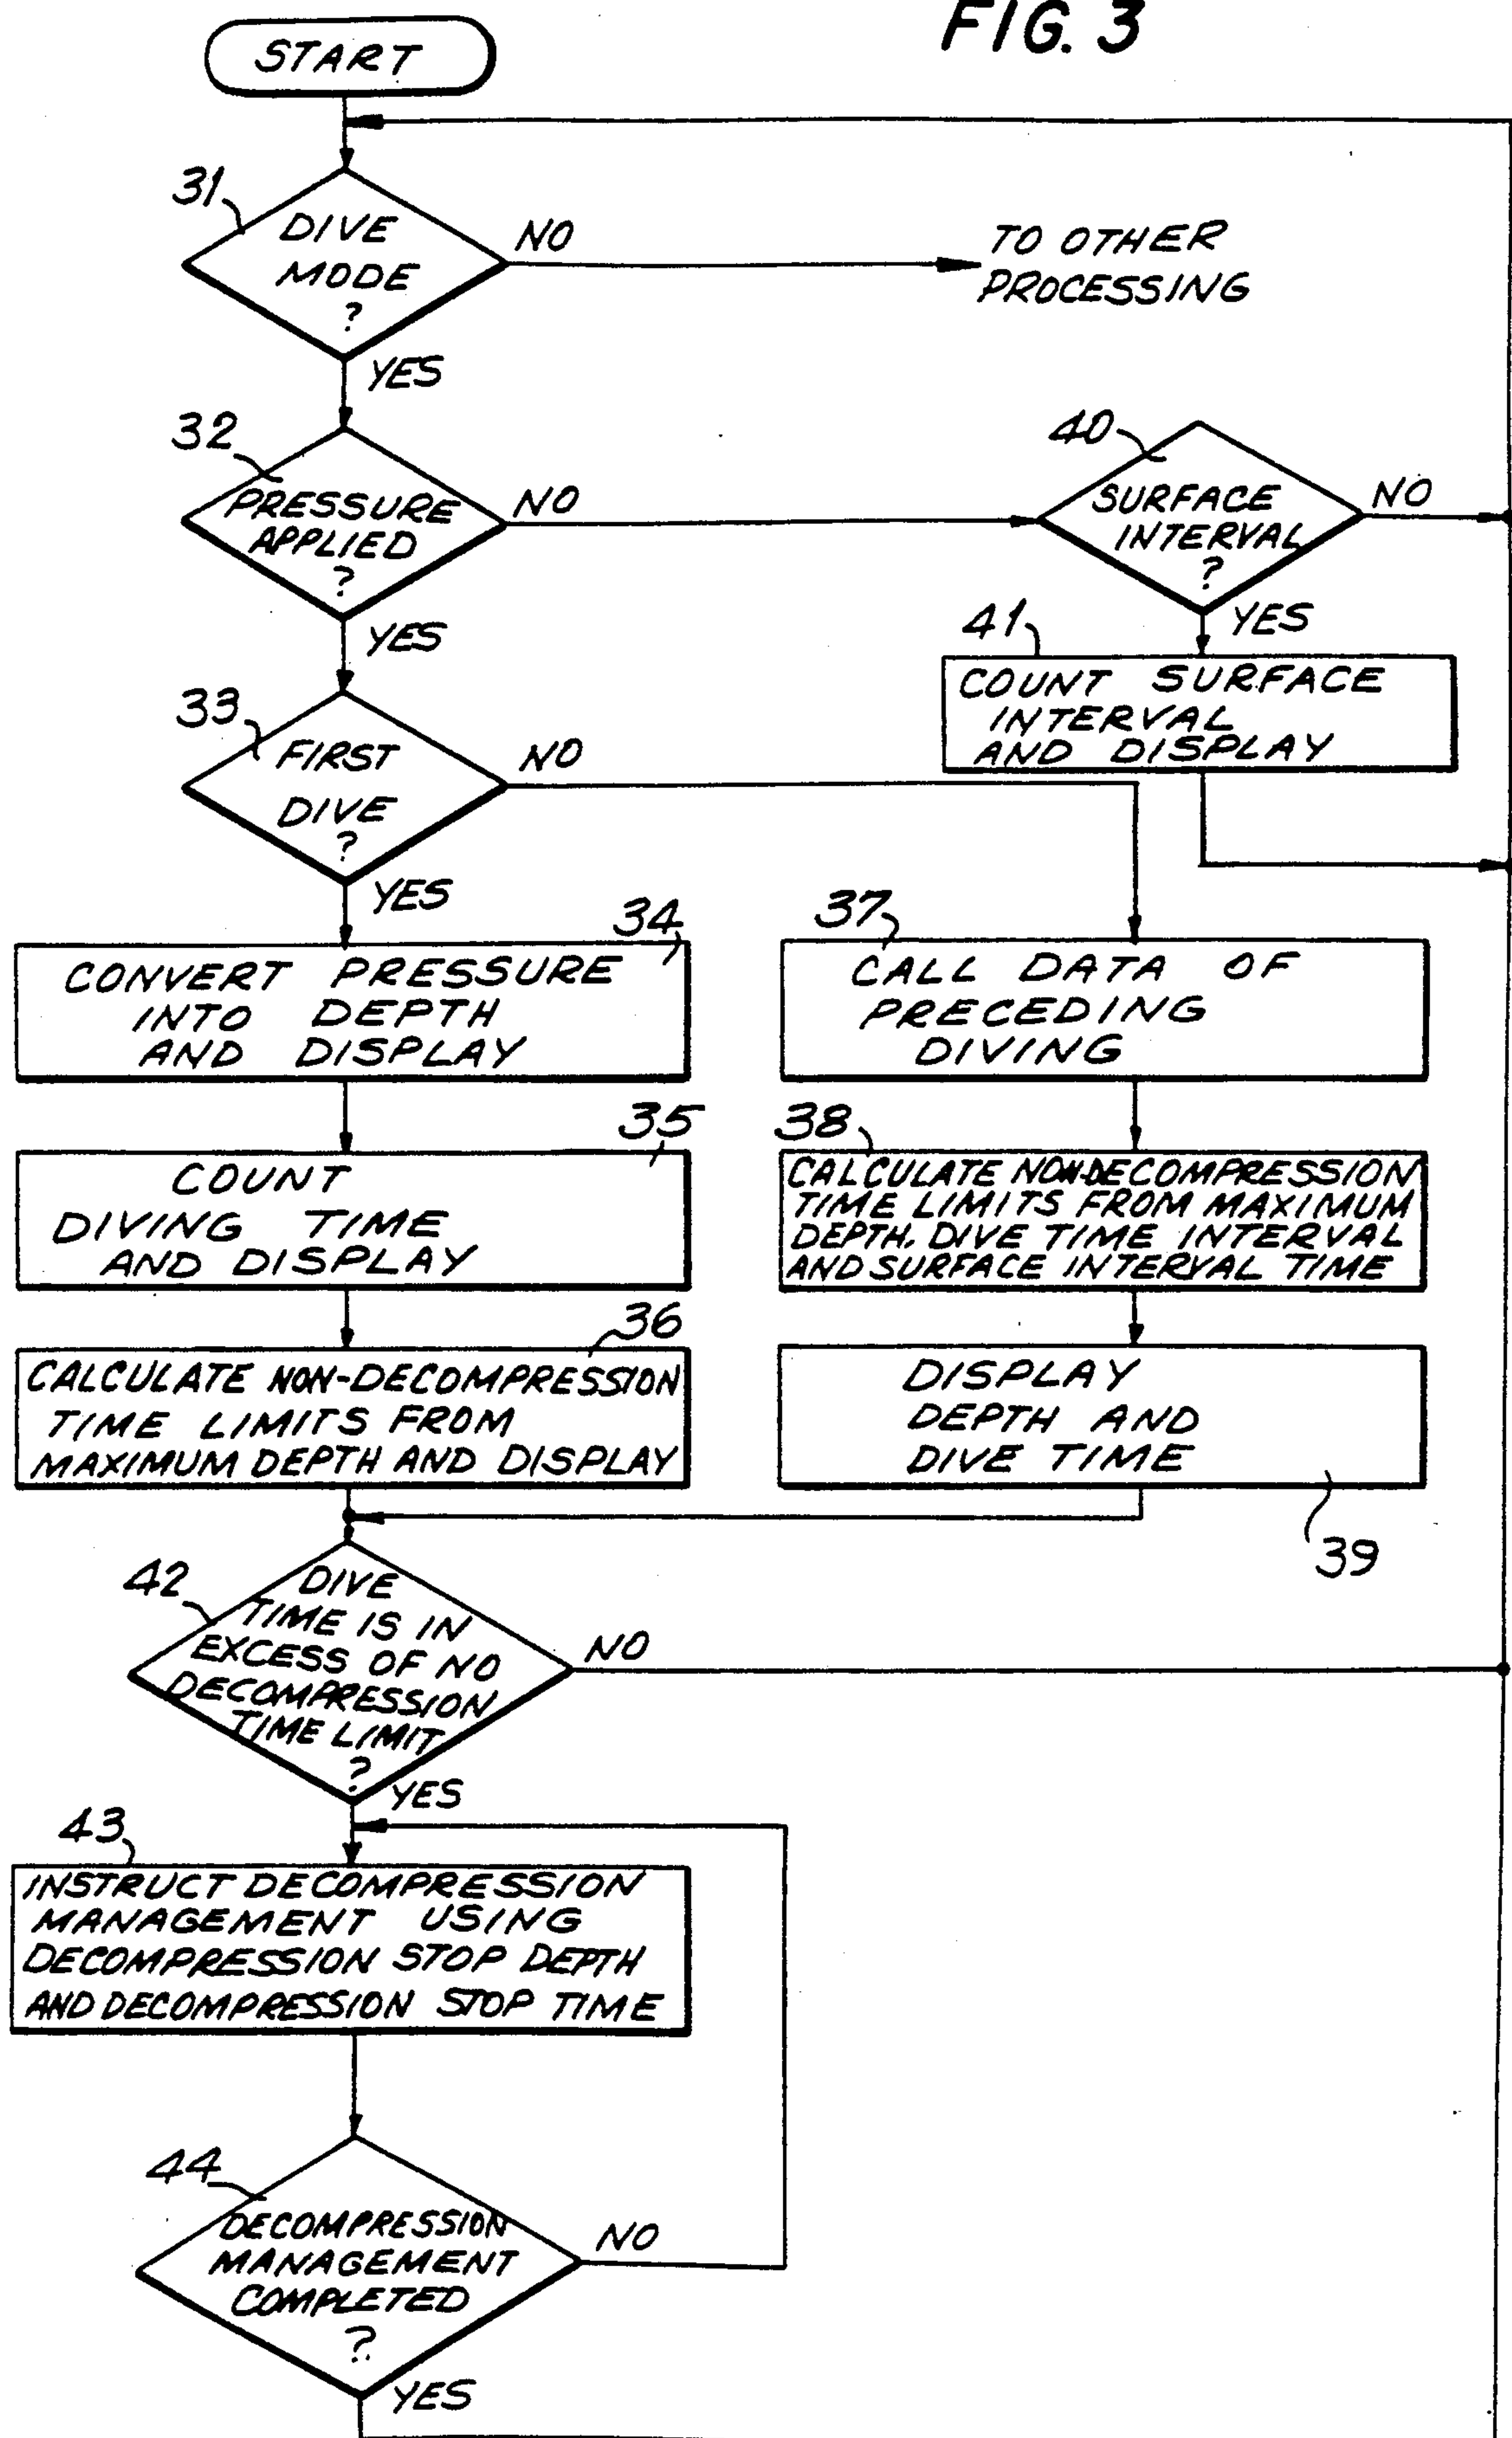 FIG. 3
START
31
DIVE
MODE
?
NO
TO OTHER
PROCESSING
YES
32
PRESSURE
APPLIED
?
NO
40
SURFACE
INTERVAL
?
NO
YES
YES
41
COUNT SURFACE
INTERVAL
AND DISPLAY
33
FIRST
DIVE
?
NO
YES
34
CONVERT PRESSURE
INTO DEPTH
AND DISPLAY
37
CALL DATA OF
PRECEDING
DIVING
35
COUNT
DIVING TIME
AND DISPLAY
38
CALCULATE NON-DECOMPRESSION
TIME LIMITS FROM MAXIMUM
DEPTH, DIVE TIME INTERVAL
AND SURFACE INTERVAL TIME
36
CALCULATE NON-DECOMPRESSION
TIME LIMITS FROM
MAXIMUM DEPTH AND DISPLAY
DISPLAY
DEPTH AND
DIVE TIME
39
42
DIVE
TIME IS IN
EXCESS OF NO
DECOMPRESSION
TIME LIMIT
?
NO
YES
43
INSTRUCT DECOMPRESSION
MANAGEMENT USING
DECOMPRESSION STOP DEPTH
AND DECOMPRESSION STOP TIME
44
DECOMPRESSION
MANAGEMENT
COMPLETED
?
NO
YES